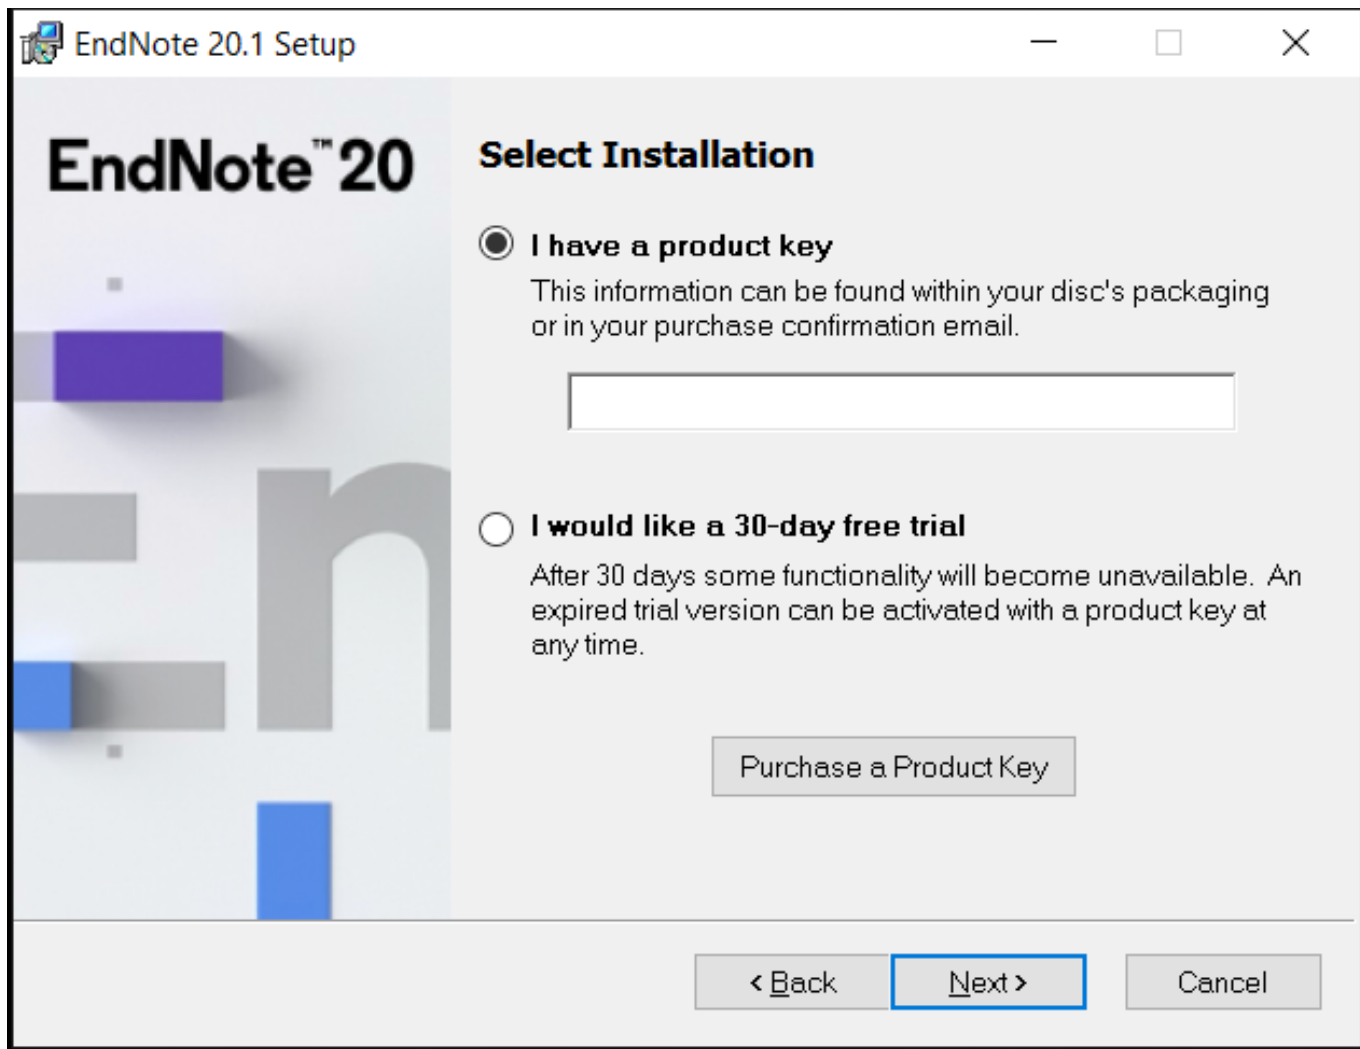 EndNote 20.1 Setup
EndNote™ 20
Select Installation
I have a product key
This information can be found within your disc's packaging
or in your purchase confirmation email.
I would like a 30-day free trial
After 30 days some functionality will become unavailable.  An
expired trial version can be activated with a product key at
any time.
Purchase a Product Key
En
< Back
Next >
Cancel